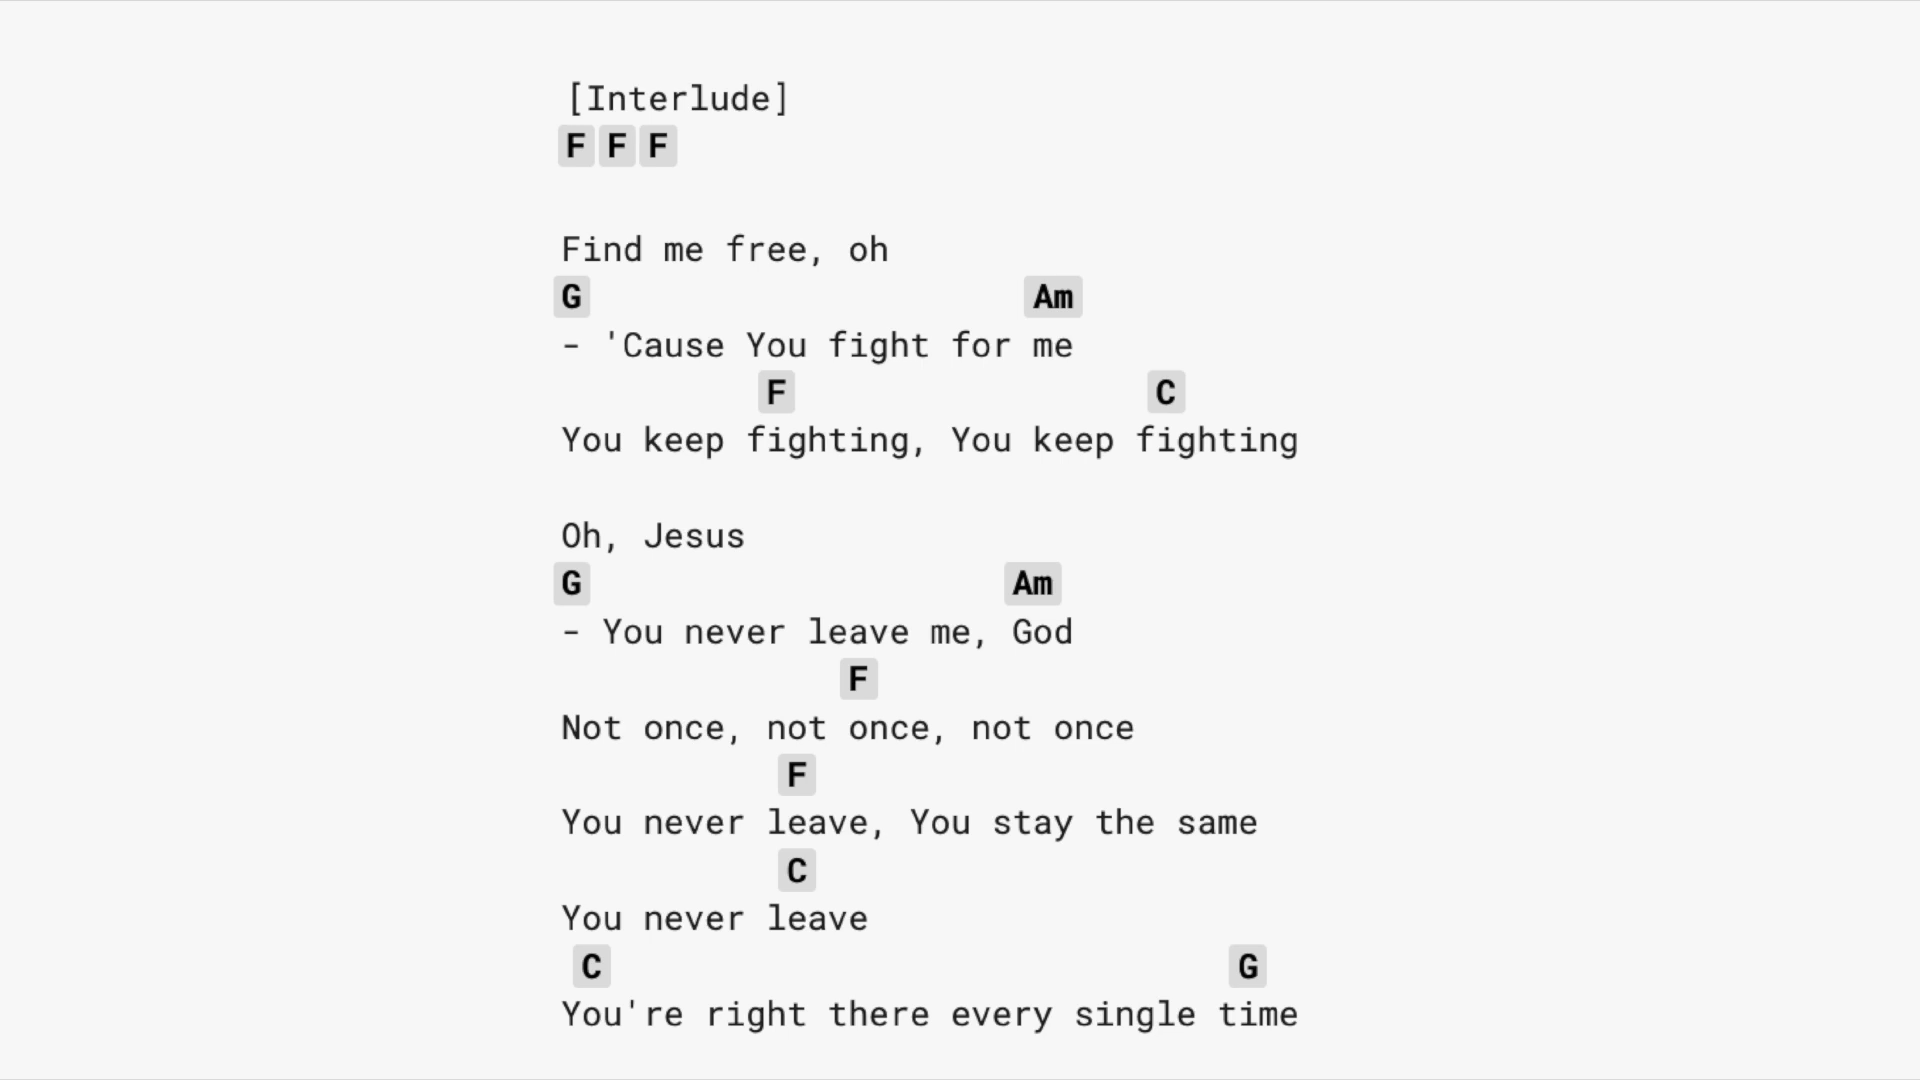 [Interlude]
F F F
Find me free, oh
G Am
- 'Cause You fight for me
F C
You keep fighting, You keep fighting
Oh, Jesus
G Am
- You never leave me, God
F
Not once, not once, not once
F
You never leave, You stay the same
C
You never leave
C G
You're right there every single time